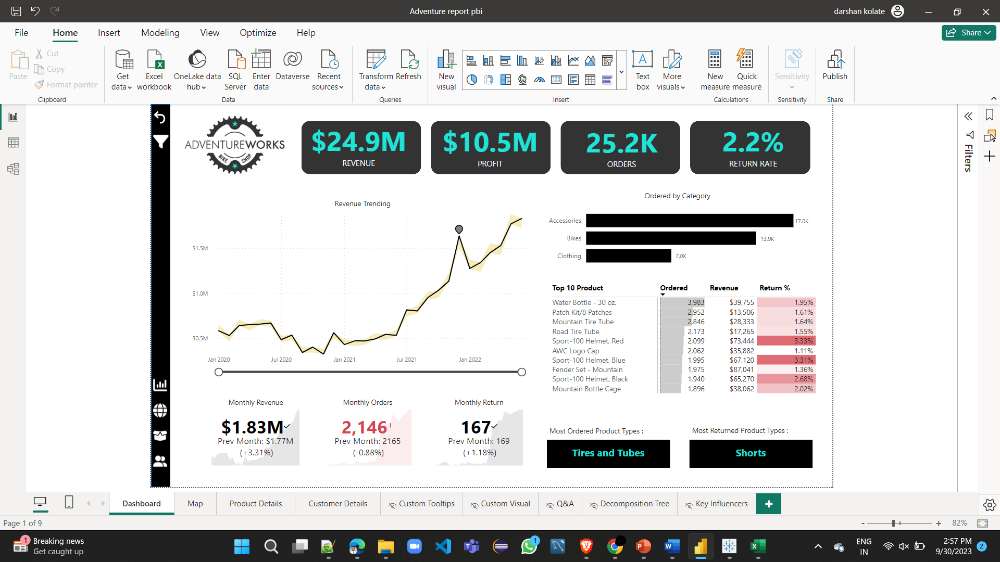 Adventure report pbi
darshan kolate
File
Home
Insert
Modeling
View
Optimize
Help
Share
Paste
Cut
Copy
Format painter
Clipboard
Get data
Excel workbook
OneLake data hub
SQL Server
Enter data
Dataverse
Recent sources
Data
Transform data
Refresh
Queries
New visual
123
A
Text box
More visuals
Insert
New measure
Quick measure
Calculations
Sensitivity
Sensitivity
Publish
Share
Filters
ADVENTUREWORKS
BIKE SHOP
$24.9M
REVENUE
$10.5M
PROFIT
25.2K
ORDERS
2.2%
RETURN RATE
Revenue Trending
$1.5M
$1.0M
$0.5M
Jan 2020
Jul 2020
Jan 2021
Jul 2021
Jan 2022
Ordered by Category
Accessories 17.0K
Bikes 13.9K
Clothing 7.0K
Top 10 Product Ordered Revenue Return %
Water Bottle - 30 oz. 3,983 $39,755 1.95%
Patch Kit/8 Patches 2,952 $13,506 1.61%
Mountain Tire Tube 2,846 $28,333 1.64%
Road Tire Tube 2,173 $17,265 1.55%
Sport-100 Helmet, Red 2,099 $73,444 3.33%
AWC Logo Cap 2,062 $35,882 1.11%
Sport-100 Helmet, Blue 1,995 $67,120 3.31%
Fender Set - Mountain 1,975 $87,041 1.36%
Sport-100 Helmet, Black 1,940 $65,270 2.68%
Mountain Bottle Cage 1,896 $38,062 2.02%
Monthly Revenue
$1.83M
Prev Month: $1.77M
(+3.31%)
Monthly Orders
2,146!
Prev Month: 2165
(-0.88%)
Monthly Return
167
Prev Month: 169
(+1.18%)
Most Ordered Product Types :
Tires and Tubes
Most Returned Product Types :
Shorts
Dashboard
Map
Product Details
Customer Details
Custom Tooltips
Custom Visual
Q&A
Decomposition Tree
Key Influencers
+
Page 1 of 9
- + 82%
1
Breaking news
Get caught up
1
ENG
IN
2:57 PM
9/30/2023
2